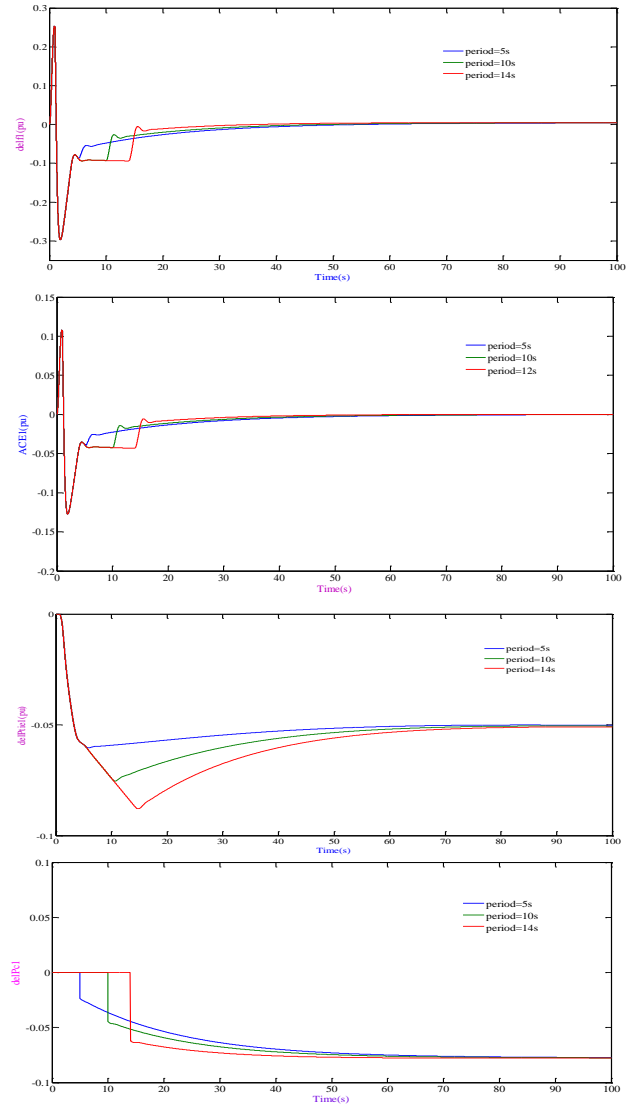 0.3
0.2
0.1
0
-0.1
-0.2
-0.3
delf1(pu)
period=5s
period=10s
period=14s
0 10 20 30 40 50 60 70 80 90 100
Time(s)
0.15
0.1
0.05
0
-0.05
-0.1
-0.15
-0.2
ACE1(pu)
period=5s
period=10s
period=12s
0 10 20 30 40 50 60 70 80 90 100
Time(s)
0
-0.05
-0.1
delPtie1(pu)
period=5s
period=10s
period=14s
0 10 20 30 40 50 60 70 80 90 100
Time(s)
0.1
0.05
0
-0.05
-0.1
delPc1
period=5s
period=10s
period=14s
0 10 20 30 40 50 60 70 80 90 100
Time(s)